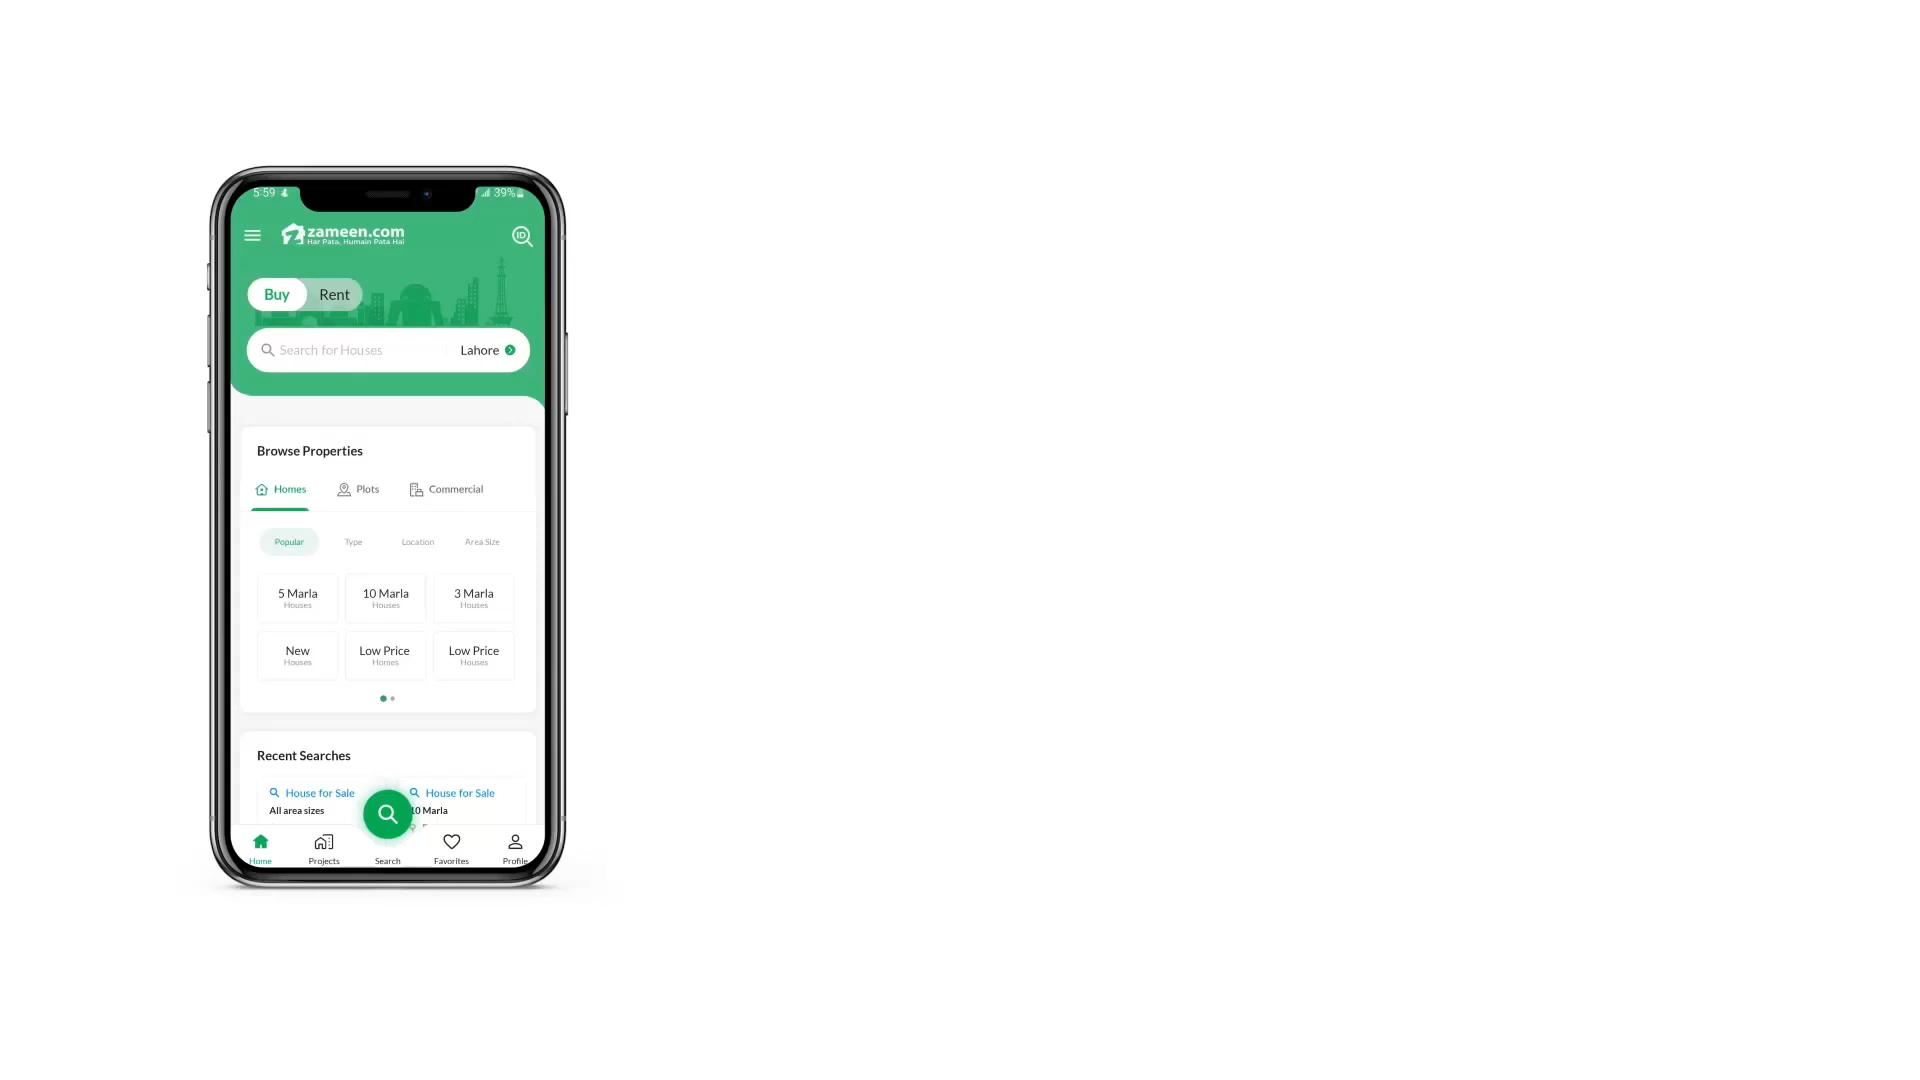 5:59
39%
zameen.com
Har Pata, Humain Pata Hai
ID
Buy
Rent
Search for Houses
Lahore
Browse Properties
Homes
Plots
Commercial
Popular
Type
Location
Area Size
5 Marla
Houses
10 Marla
Houses
3 Marla
Houses
New
Houses
Low Price
Homes
Low Price
Houses
Recent Searches
House for Sale
All area sizes
House for Sale
10 Marla
Home
Projects
Search
Favorites
Profile